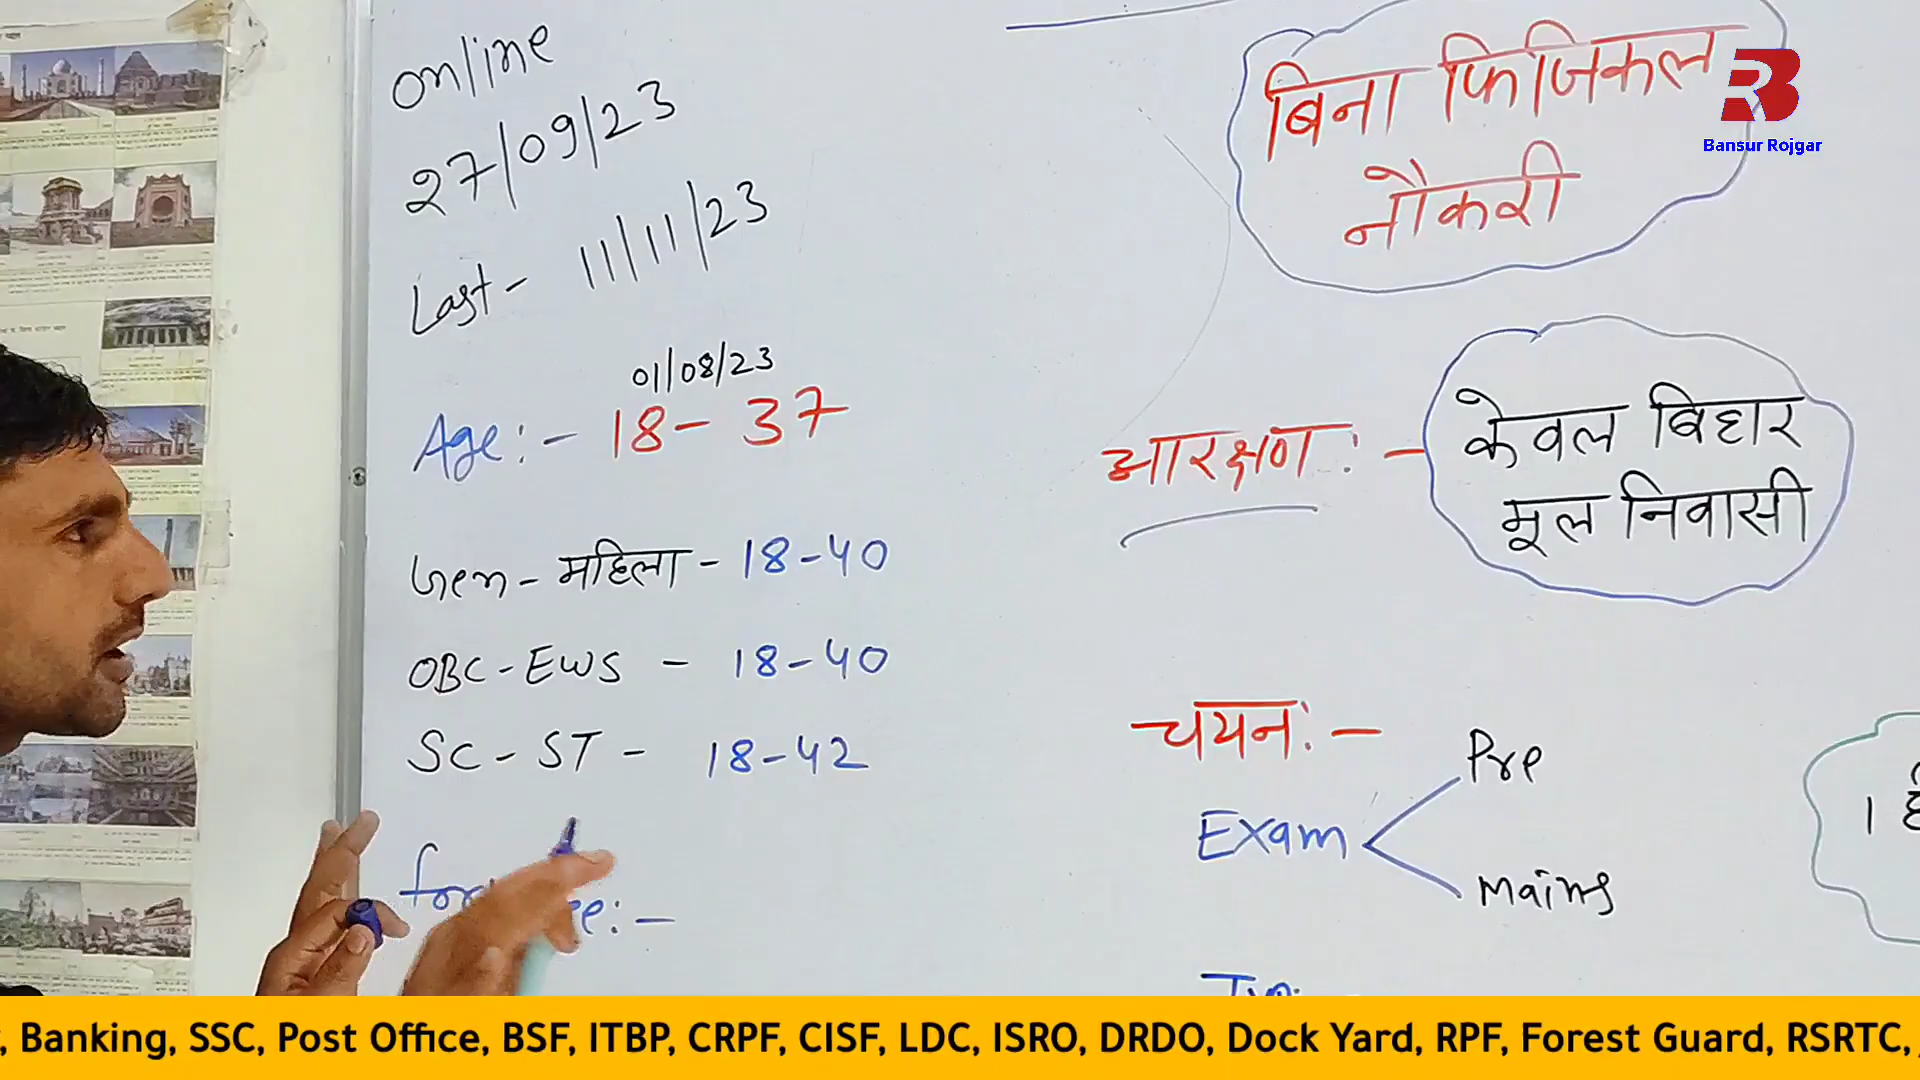 online
27/09/23
Last - 11/11/23
01/08/23
Age:- 18-37
Gen - महिला - 18-40
OBC-EWS - 18-40
SC-ST - 18-42
बिना फिजिकल
नौकरी
Bansur Rojgar
आरक्षण:-
केवल बिहार
मूल निवासी
चयन:-
Exam
Pre
Mains
, Banking, SSC, Post Office, BSF, ITBP, CRPF, CISF, LDC, ISRO, DRDO, Dock Yard, RPF, Forest Guard, RSRTC,